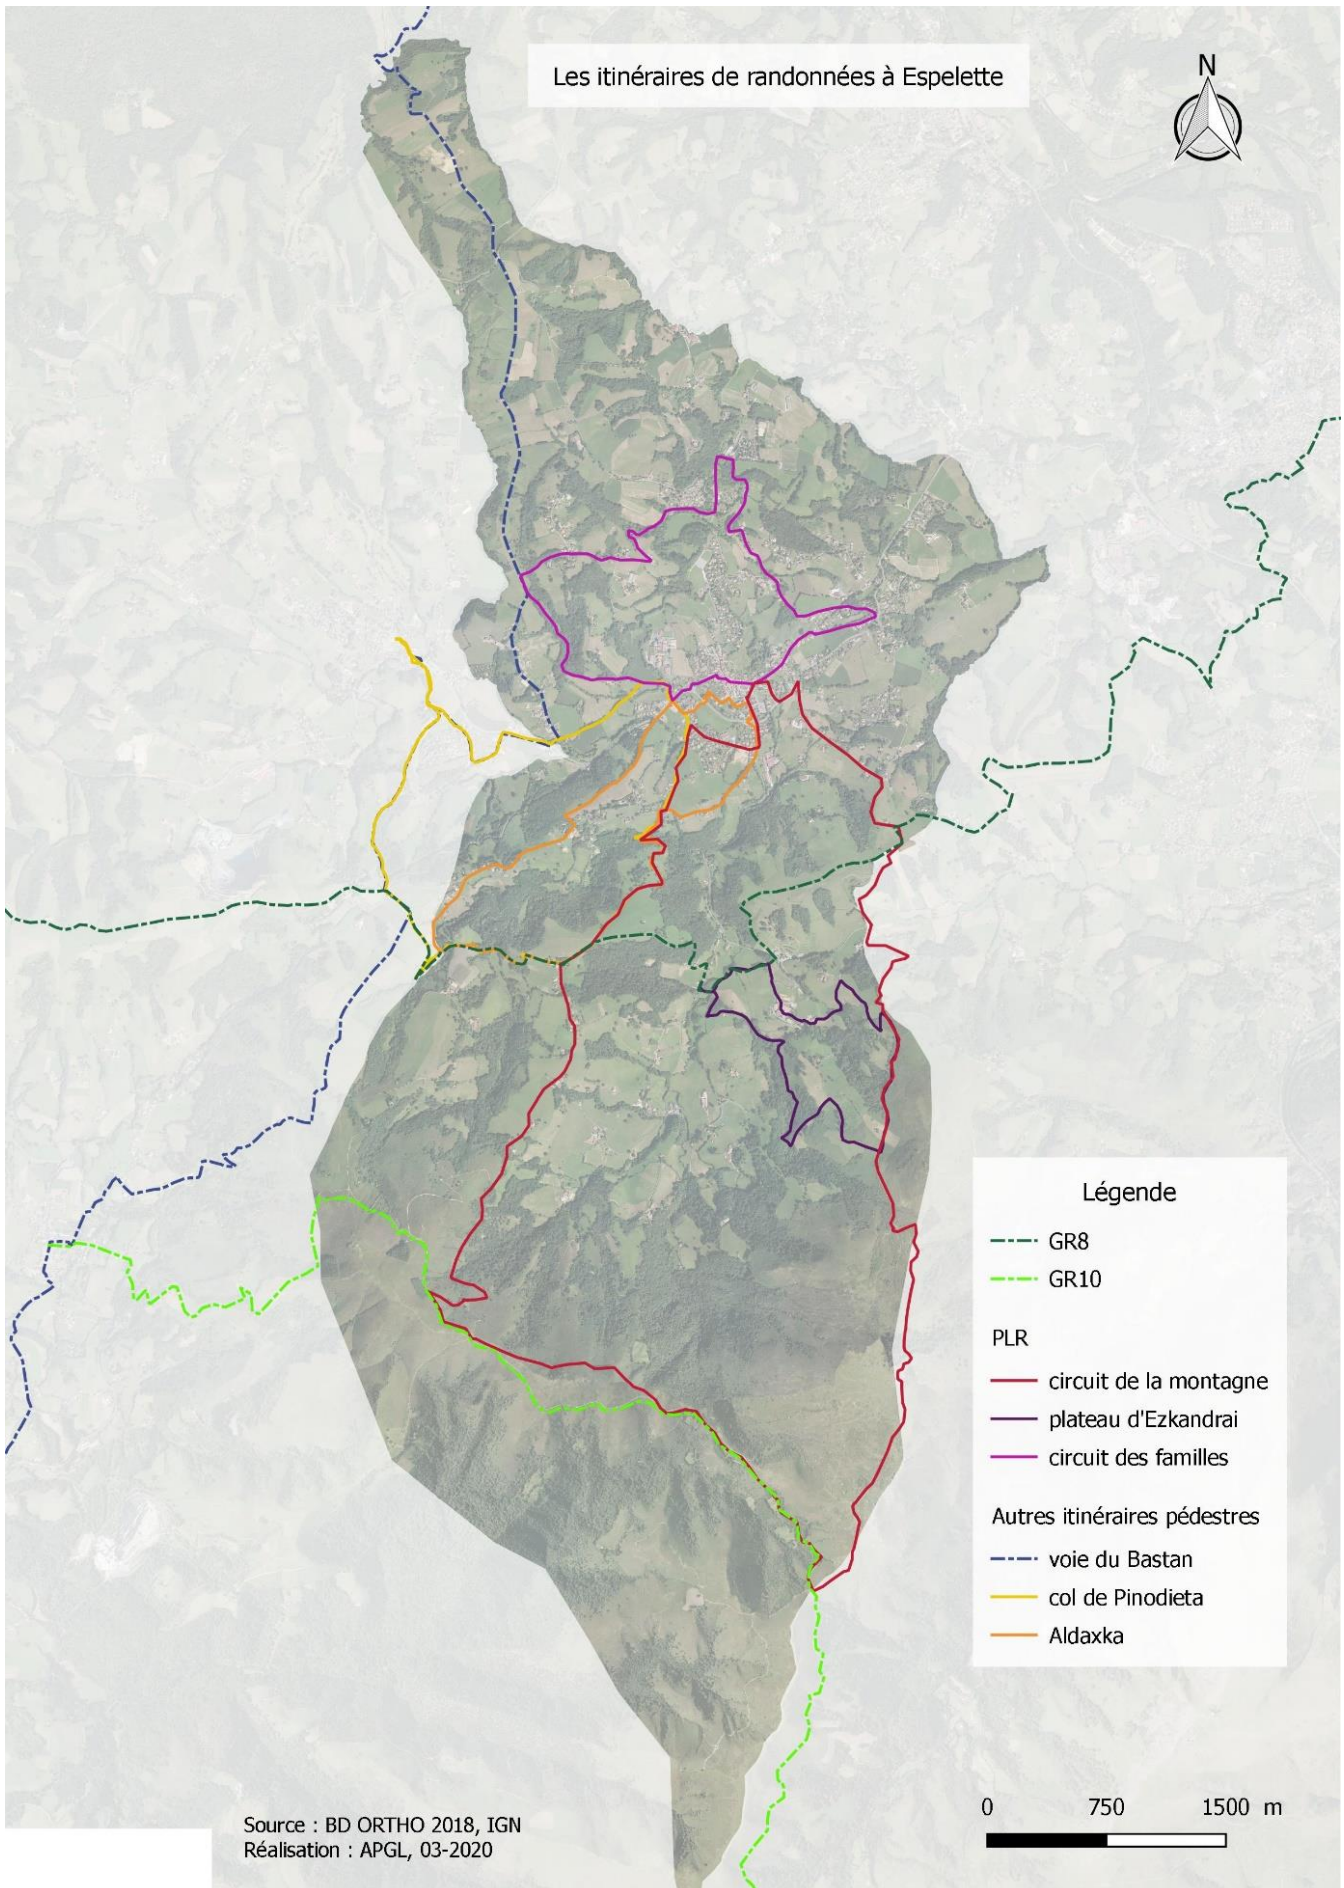 Les itinéraires de randonnées à Espelette
N
Légende
GR8
GR10
PLR
circuit de la montagne
plateau d'Ezkandrai
circuit des familles
Autres itinéraires pédestres
voie du Bastan
col de Pinodieta
Aldaxka
0 750 1500 m
Source : BD ORTHO 2018, IGN
Réalisation : APGL, 03-2020